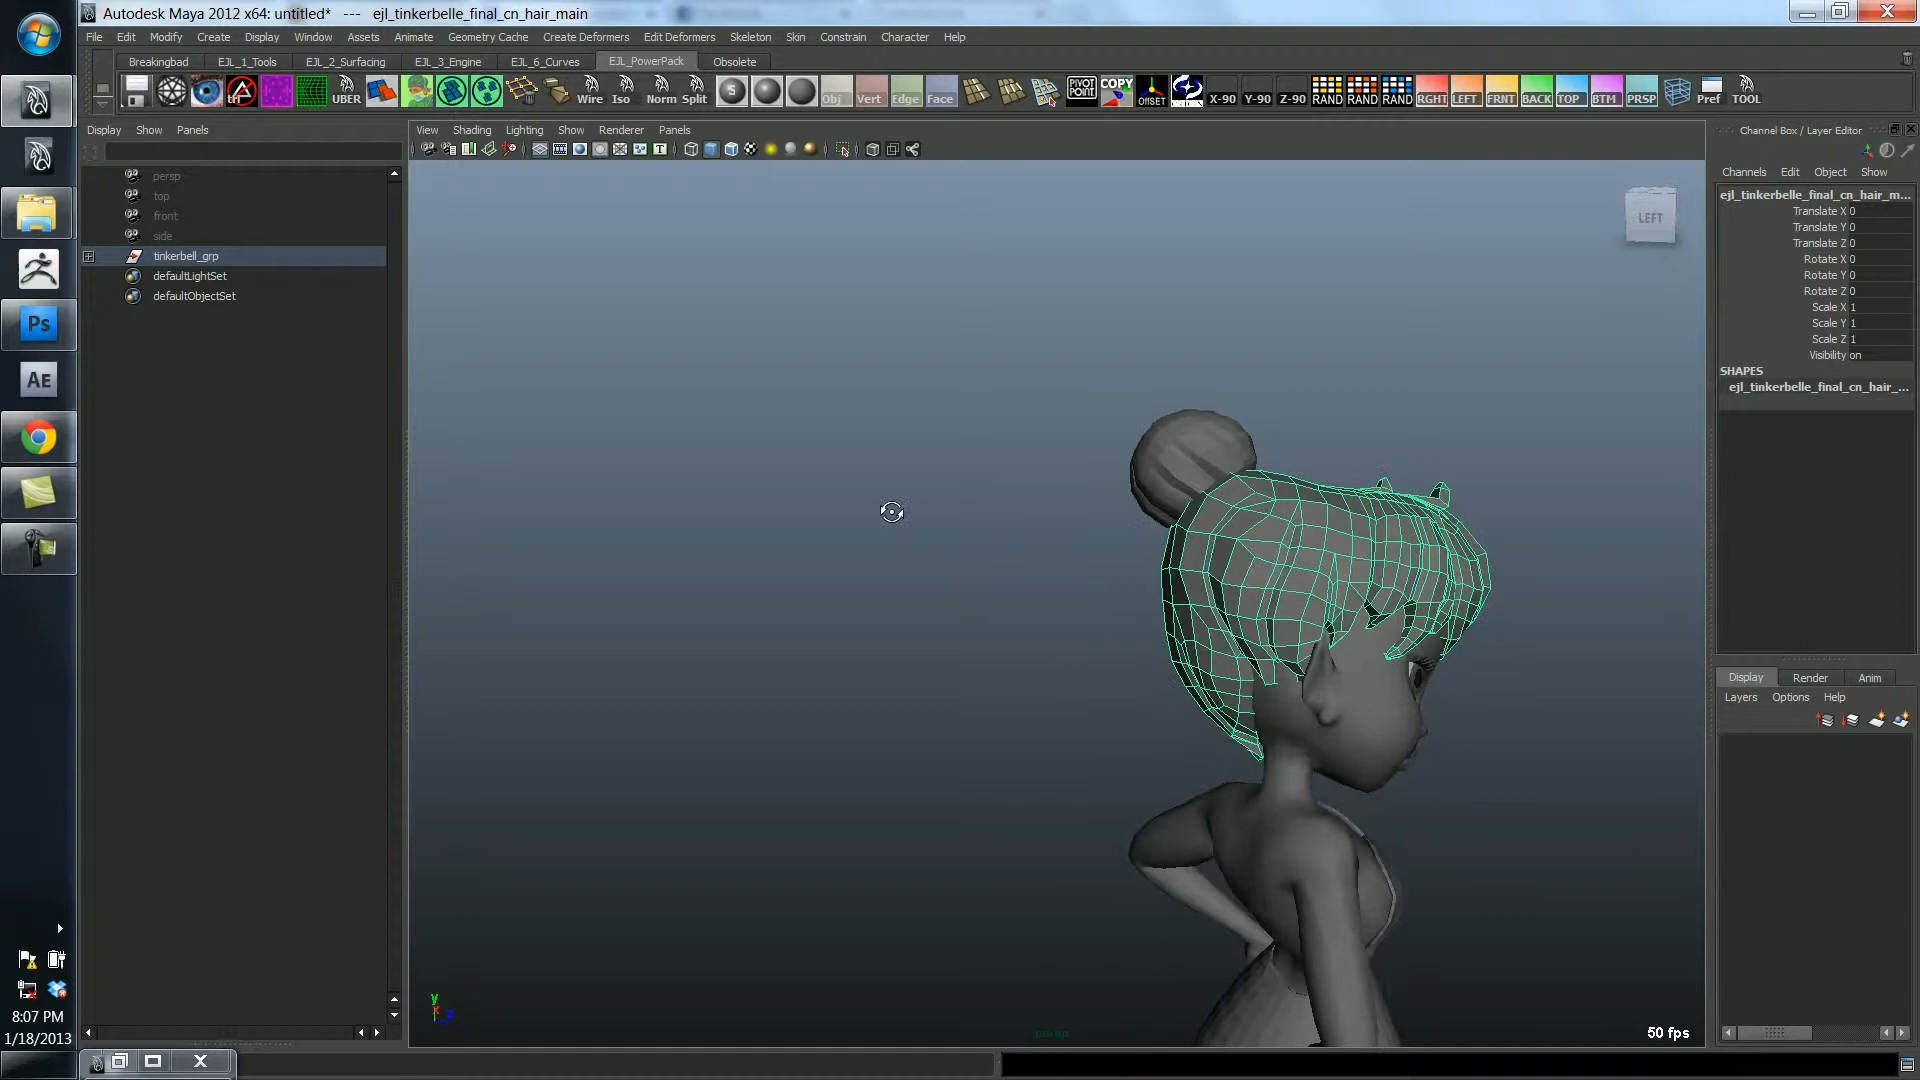 Autodesk Maya 2012 x64: untitled*   ---   ejl_tinkerbelle_final_cn_hair_main
File Edit Modify Create Display Window Assets Animate Geometry Cache Create Deformers Edit Deformers Skeleton Skin Constrain Character Help
Breakingbad EJL_1_Tools EJL_2_Surfacing EJL_3_Engine EJL_6_Curves EJL_PowerPack Obsolete
trI UBER Wire Iso Norm Split S Obj Vert Edge Face PIVOT POINT COPY OFFSET X-90 Y-90 Z-90 RAND RAND RAND RGHT LEFT FRNT BACK TOP BTM PRSP Pref TOOL
Display Show Panels
View Shading Lighting Show Renderer Panels
Channel Box / Layer Editor
persp
top
front
side
tinkerbell_grp
defaultLightSet
defaultObjectSet
LEFT
Channels Edit Object Show
ejl_tinkerbelle_final_cn_hair_m...
Translate X 0
Translate Y 0
Translate Z 0
Rotate X 0
Rotate Y 0
Rotate Z 0
Scale X 1
Scale Y 1
Scale Z 1
Visibility on
SHAPES
ejl_tinkerbelle_final_cn_hair_...
Display Render Anim
Layers Options Help
Ps
AE
y
x
z
persp
50 fps
8:07 PM
1/18/2013